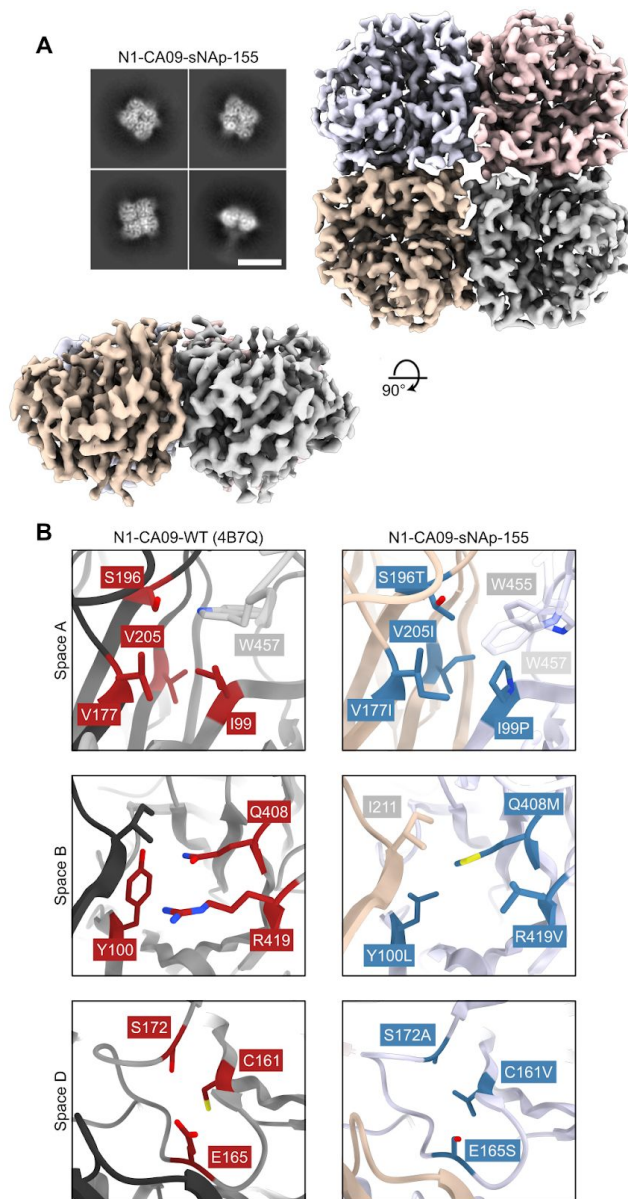 A
N1-CA09-sNAp-155
90°
B
N1-CA09-WT (4B7Q)
N1-CA09-sNAp-155
Space A
S196
V205
W457
V177
I99
S196T
W455
V205I
W457
V177I
I99P
Space B
Q408
Y100
R419
I211
Q408M
Y100L
R419V
Space D
S172
C161
E165
S172A
C161V
E165S